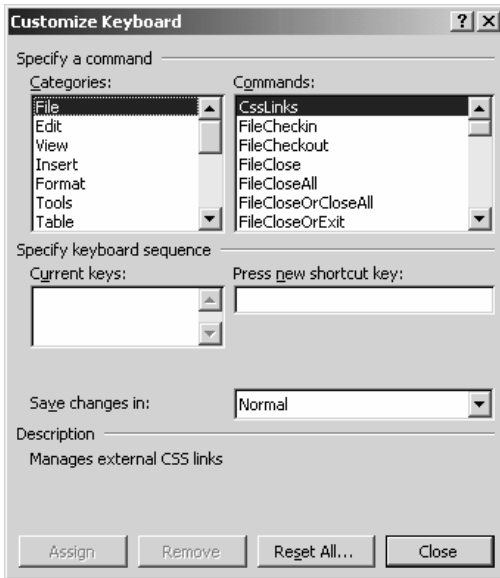 Customize Keyboard
Specify a command
Categories:
Commands:
File
Edit
View
Insert
Format
Tools
Table
CssLinks
FileCheckin
FileCheckout
FileClose
FileCloseAll
FileCloseOrCloseAll
FileCloseOrExit
Specify keyboard sequence
Current keys:
Press new shortcut key:
Save changes in:
Normal
Description
Manages external CSS links
Assign
Remove
Reset All...
Close